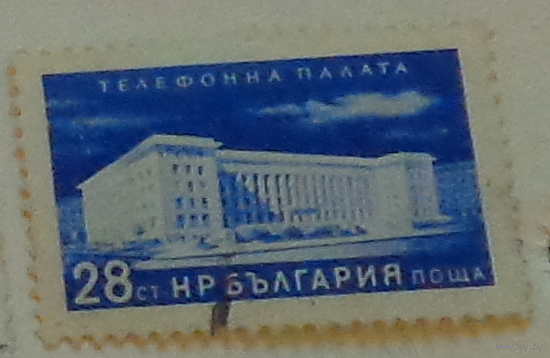 ТЕЛЕФОННА ПАЛАТА
28 СТ. НР БЪЛГАРИЯ ПОЩА